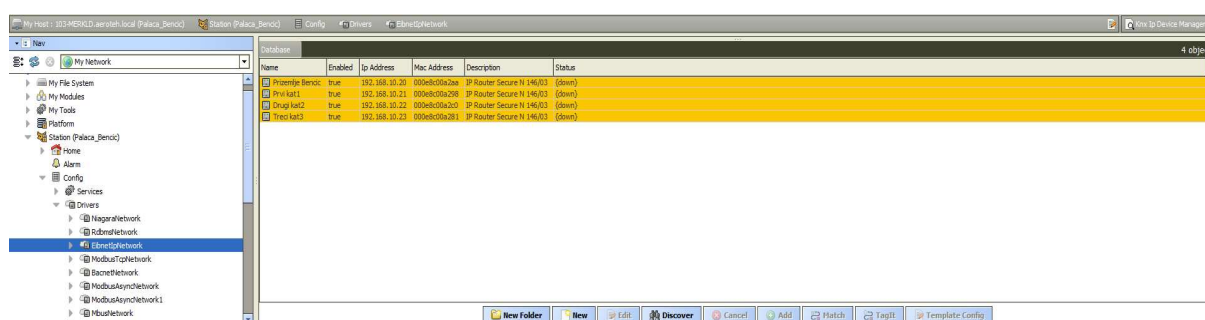 My Host : 103-MERKLD.aeroteh.local (Palaca_Bencic) Station (Palaca_Bencic) Config Drivers EibnetIpNetwork Knx Ip Device Manager
Nav
My Network
My File System
My Modules
My Tools
Platform
Station (Palaca_Bencic)
Home
Alarm
Config
Services
Drivers
NiagaraNetwork
RdbmsNetwork
EibnetIpNetwork
ModbusTcpNetwork
BacnetNetwork
ModbusAsyncNetwork
ModbusAsyncNetwork1
MbusNetwork
Database 4 obje
Name Enabled Ip Address Mac Address Description Status
Prizemlje Bencic true 192.168.10.20 000e8c00a2aa IP Router Secure N 146/03 {down}
Prvi kat1 true 192.168.10.21 000e8c00a298 IP Router Secure N 146/03 {down}
Drugi kat2 true 192.168.10.22 000e8c00a2c0 IP Router Secure N 146/03 {down}
Treci kat3 true 192.168.10.23 000e8c00a281 IP Router Secure N 146/03 {down}
New Folder New Edit Discover Cancel Add Match TagIt Template Config